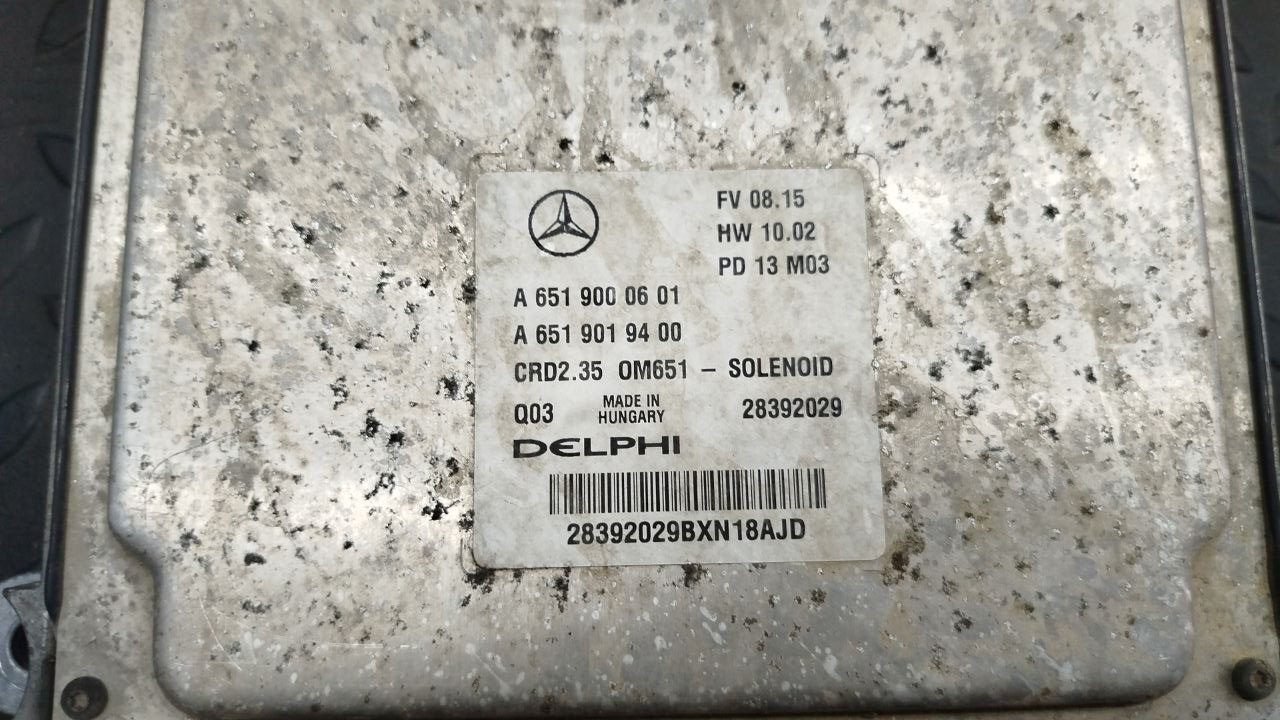 FV 08.15
HW 10.02
PD 13 M03
A 651 900 06 01
A 651 901 94 00
CRD2.35 OM651 – SOLENOID
Q03 MADE IN HUNGARY 28392029
DELPHI
28392029BXN18AJD